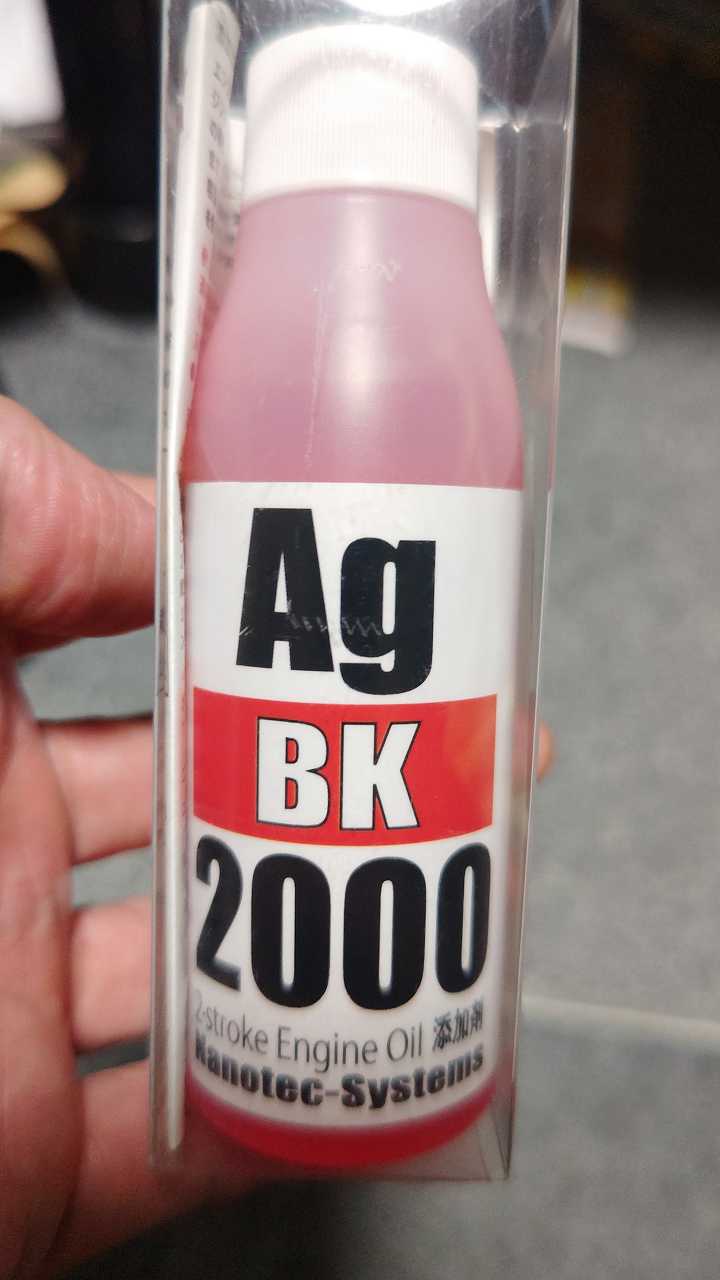 Ag
BK
2000
2-stroke Engine Oil 添加剤
Nanotec-Systems